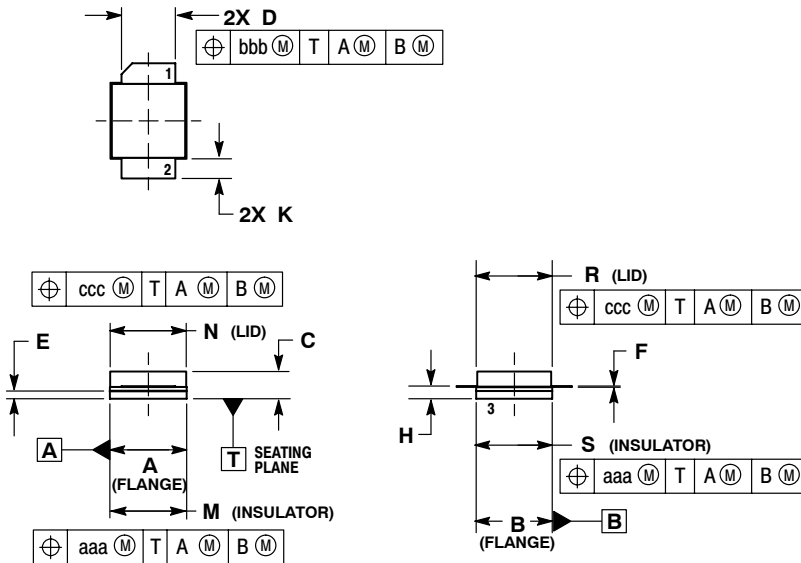 2X D
⌖ bbb Ⓜ T A Ⓜ B Ⓜ
1
2
2X K
⌖ ccc Ⓜ T A Ⓜ B Ⓜ
R (LID)
⌖ ccc Ⓜ T A Ⓜ B Ⓜ
E
N (LID)
C
F
H
3
A
A
(FLANGE)
T SEATING
PLANE
S (INSULATOR)
⌖ aaa Ⓜ T A Ⓜ B Ⓜ
M (INSULATOR)
B
(FLANGE)
B
⌖ aaa Ⓜ T A Ⓜ B Ⓜ